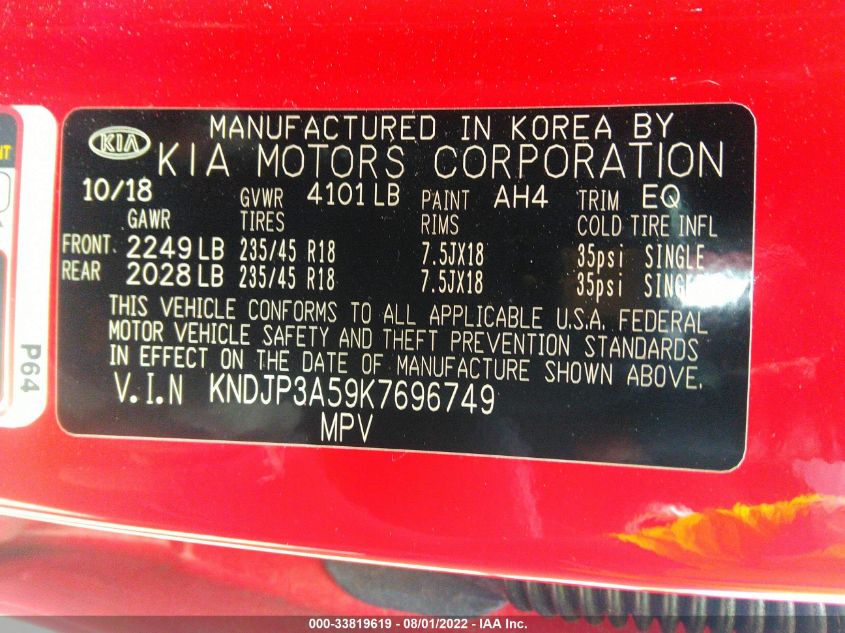 KIA
MANUFACTURED IN KOREA BY
KIA MOTORS CORPORATION
10/18 GVWR 4101 LB PAINT AH4 TRIM EQ
GAWR TIRES RIMS COLD TIRE INFL
FRONT 2249 LB 235/45 R18 7.5JX18 35psi SINGLE
REAR 2028 LB 235/45 R18 7.5JX18 35psi SINGLE
THIS VEHICLE CONFORMS TO ALL APPLICABLE U.S.A. FEDERAL
MOTOR VEHICLE SAFETY AND THEFT PREVENTION STANDARDS
IN EFFECT ON THE DATE OF MANUFACTURE SHOWN ABOVE.
V.I.N KNDJP3A59K7696749
MPV
P64
000-33819619 - 08/01/2022 - IAA Inc.